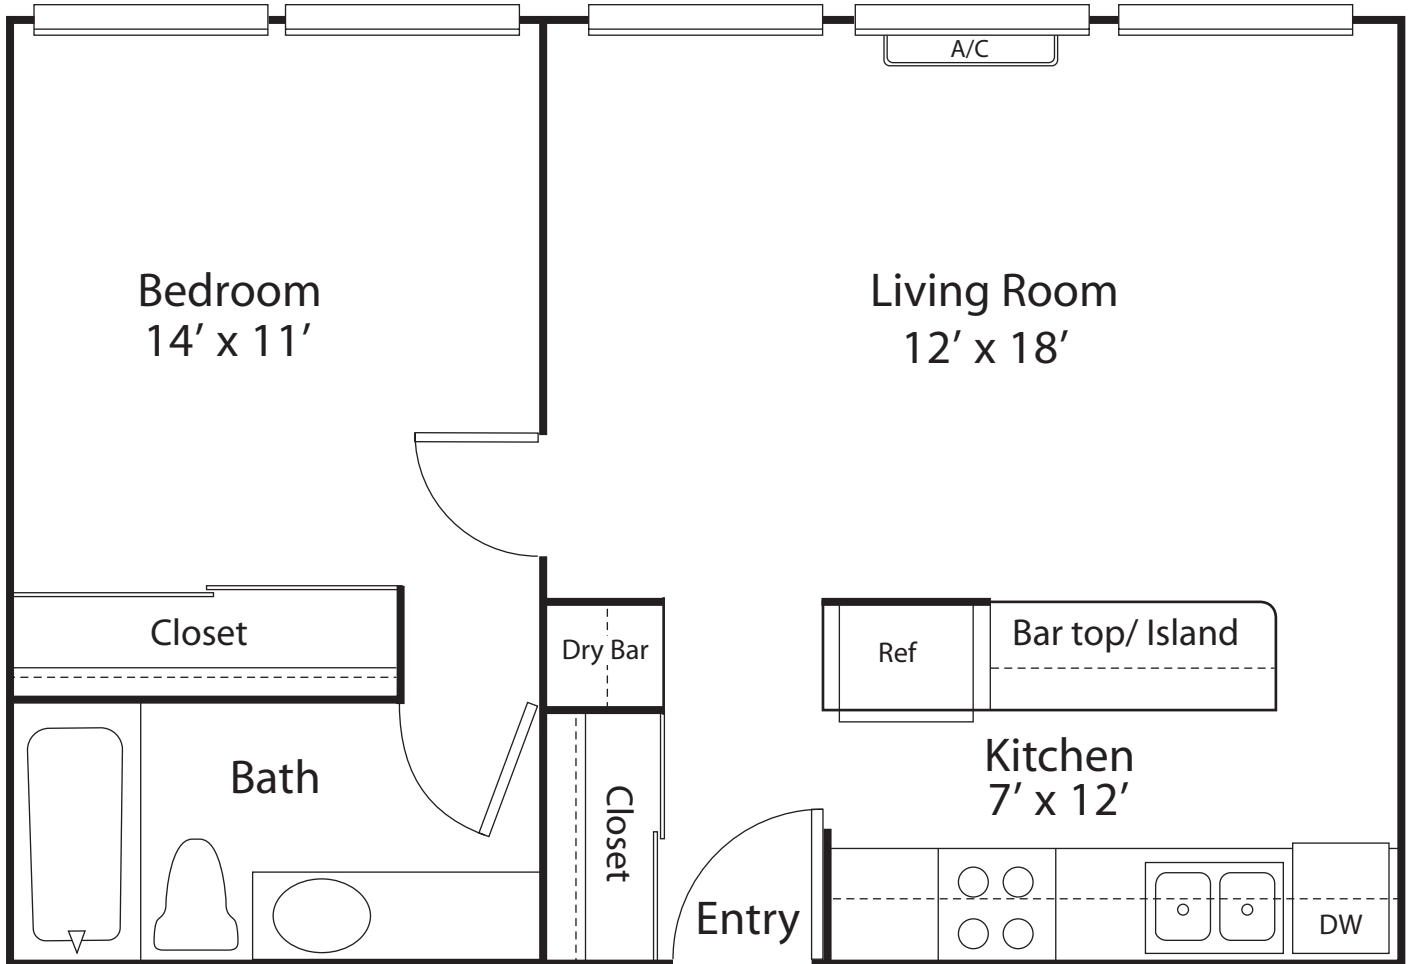 A/C
Bedroom
14’ x 11’
Living Room
12’ x 18’
Closet
Dry Bar
Ref
Bar top/ Island
Bath
Closet
Kitchen
7’ x 12’
Entry
DW